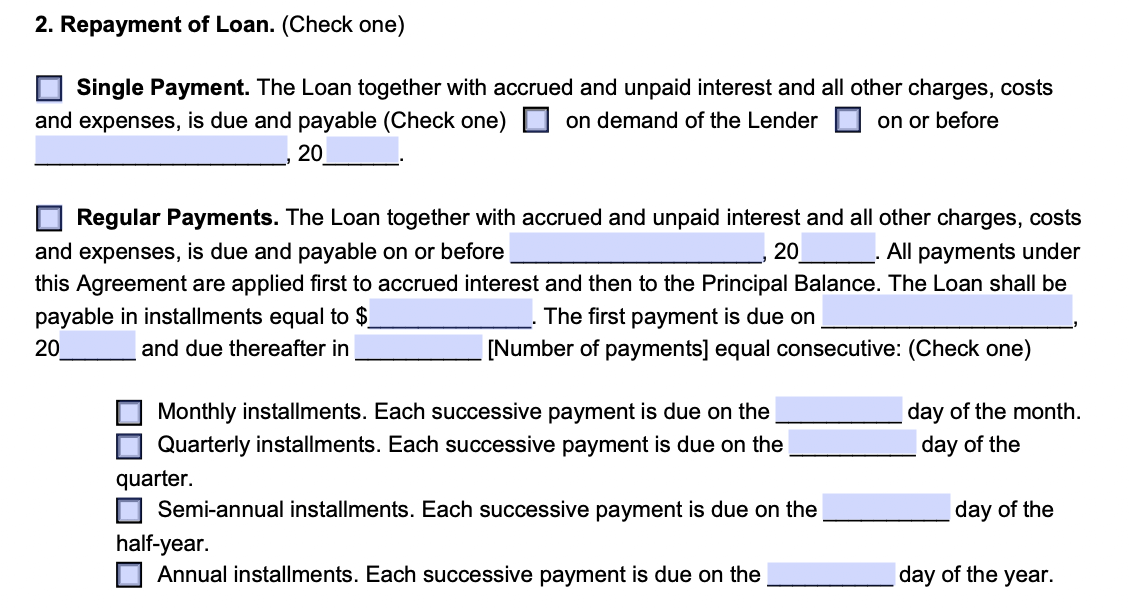 2. Repayment of Loan. (Check one)
Single Payment. The Loan together with accrued and unpaid interest and all other charges, costs
and expenses, is due and payable (Check one) on demand of the Lender on or before
____________________, 20______.
Regular Payments. The Loan together with accrued and unpaid interest and all other charges, costs
and expenses, is due and payable on or before ____________________, 20______. All payments under
this Agreement are applied first to accrued interest and then to the Principal Balance. The Loan shall be
payable in installments equal to $_____________. The first payment is due on ____________________,
20______ and due thereafter in __________ [Number of payments] equal consecutive: (Check one)
Monthly installments. Each successive payment is due on the __________ day of the month.
Quarterly installments. Each successive payment is due on the __________ day of the
quarter.
Semi-annual installments. Each successive payment is due on the __________ day of the
half-year.
Annual installments. Each successive payment is due on the __________ day of the year.